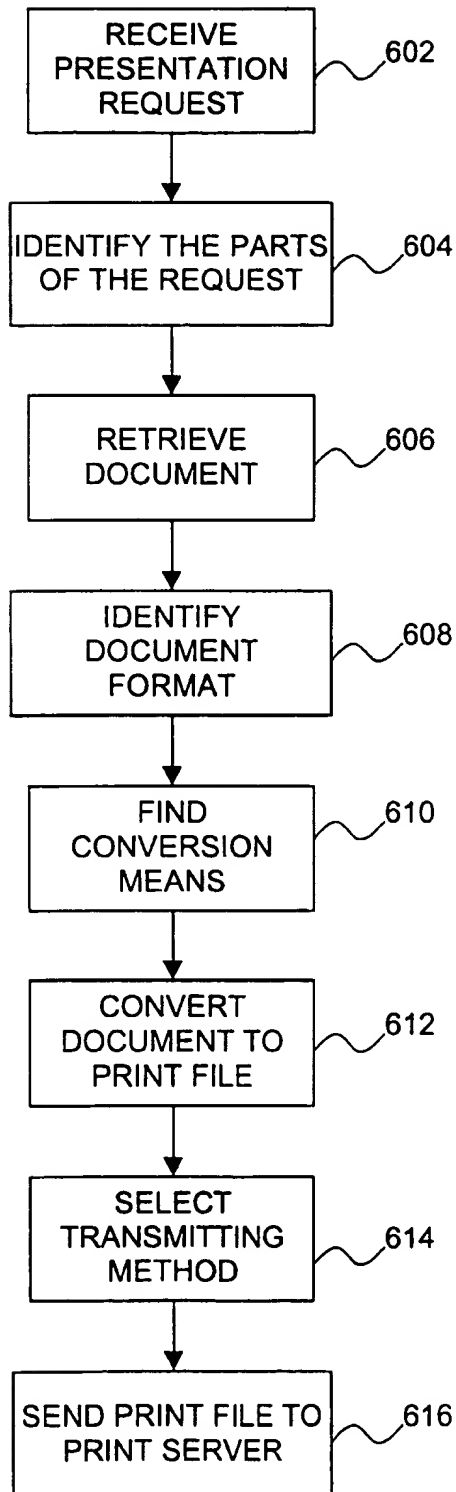 RECEIVE
PRESENTATION
REQUEST
602
IDENTIFY THE PARTS
OF THE REQUEST
604
RETRIEVE
DOCUMENT
606
IDENTIFY
DOCUMENT
FORMAT
608
FIND
CONVERSION
MEANS
610
CONVERT
DOCUMENT TO
PRINT FILE
612
SELECT
TRANSMITTING
METHOD
614
SEND PRINT FILE TO
PRINT SERVER
616